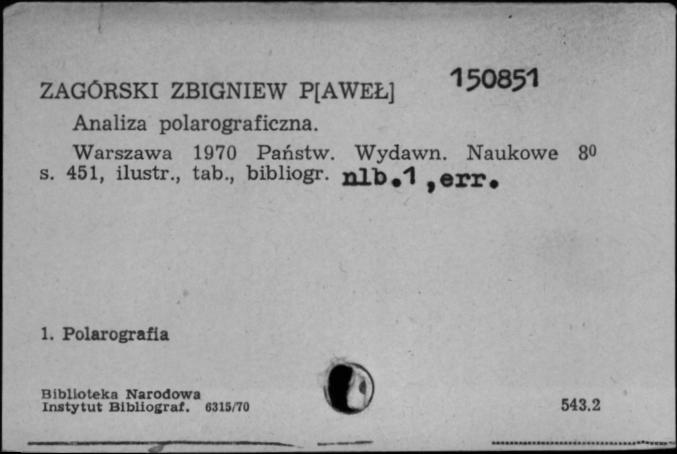 150851
ZAGÓRSKI ZBIGNIEW P[AWEŁ]
Analiza polarograficzna.
Warszawa 1970 Państw. Wydawn. Naukowe 8⁰
s. 451, ilustr., tab., bibliogr. nlb.1 ,err.
1. Polarografia
Biblioteka Narodowa
Instytut Bibliograf. 6315/70
543.2